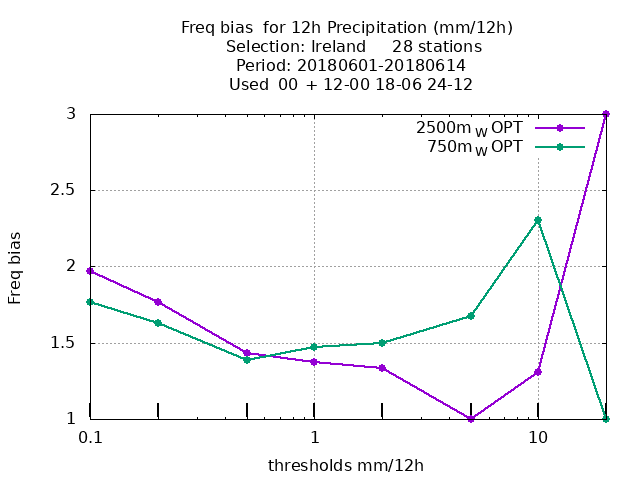 Freq bias  for 12h Precipitation (mm/12h)
Selection: Ireland     28 stations
Period: 20180601-20180614
Used  00 + 12-00 18-06 24-12
3
2.5
2
1.5
1
Freq bias
2500m_W OPT
750m_W OPT
0.1
1
10
thresholds mm/12h